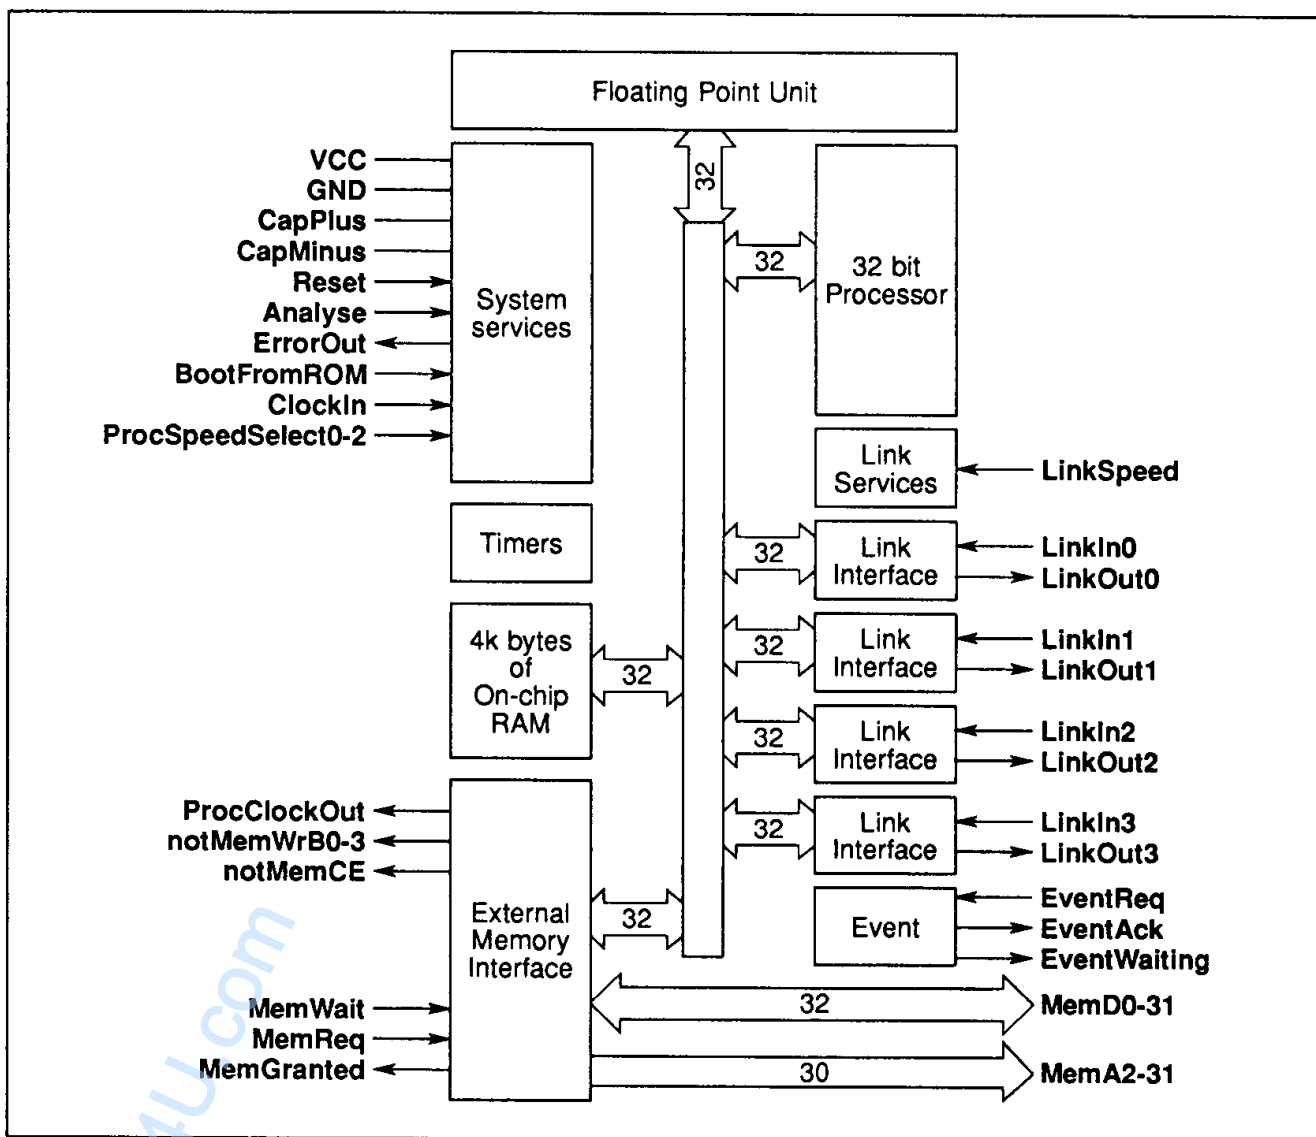 Floating Point Unit
32
VCC
GND
CapPlus
CapMinus
Reset
Analyse
ErrorOut
BootFromROM
ClockIn
ProcSpeedSelect0-2
System
services
32
32 bit
Processor
Link
Services
LinkSpeed
Timers
32
Link
Interface
LinkIn0
LinkOut0
4k bytes
of
On-chip
RAM
32
32
Link
Interface
LinkIn1
LinkOut1
32
Link
Interface
LinkIn2
LinkOut2
32
Link
Interface
LinkIn3
LinkOut3
ProcClockOut
notMemWrB0-3
notMemCE
External
Memory
Interface
32
Event
EventReq
EventAck
EventWaiting
MemWait
MemReq
MemGranted
32
MemD0-31
30
MemA2-31
4U.com